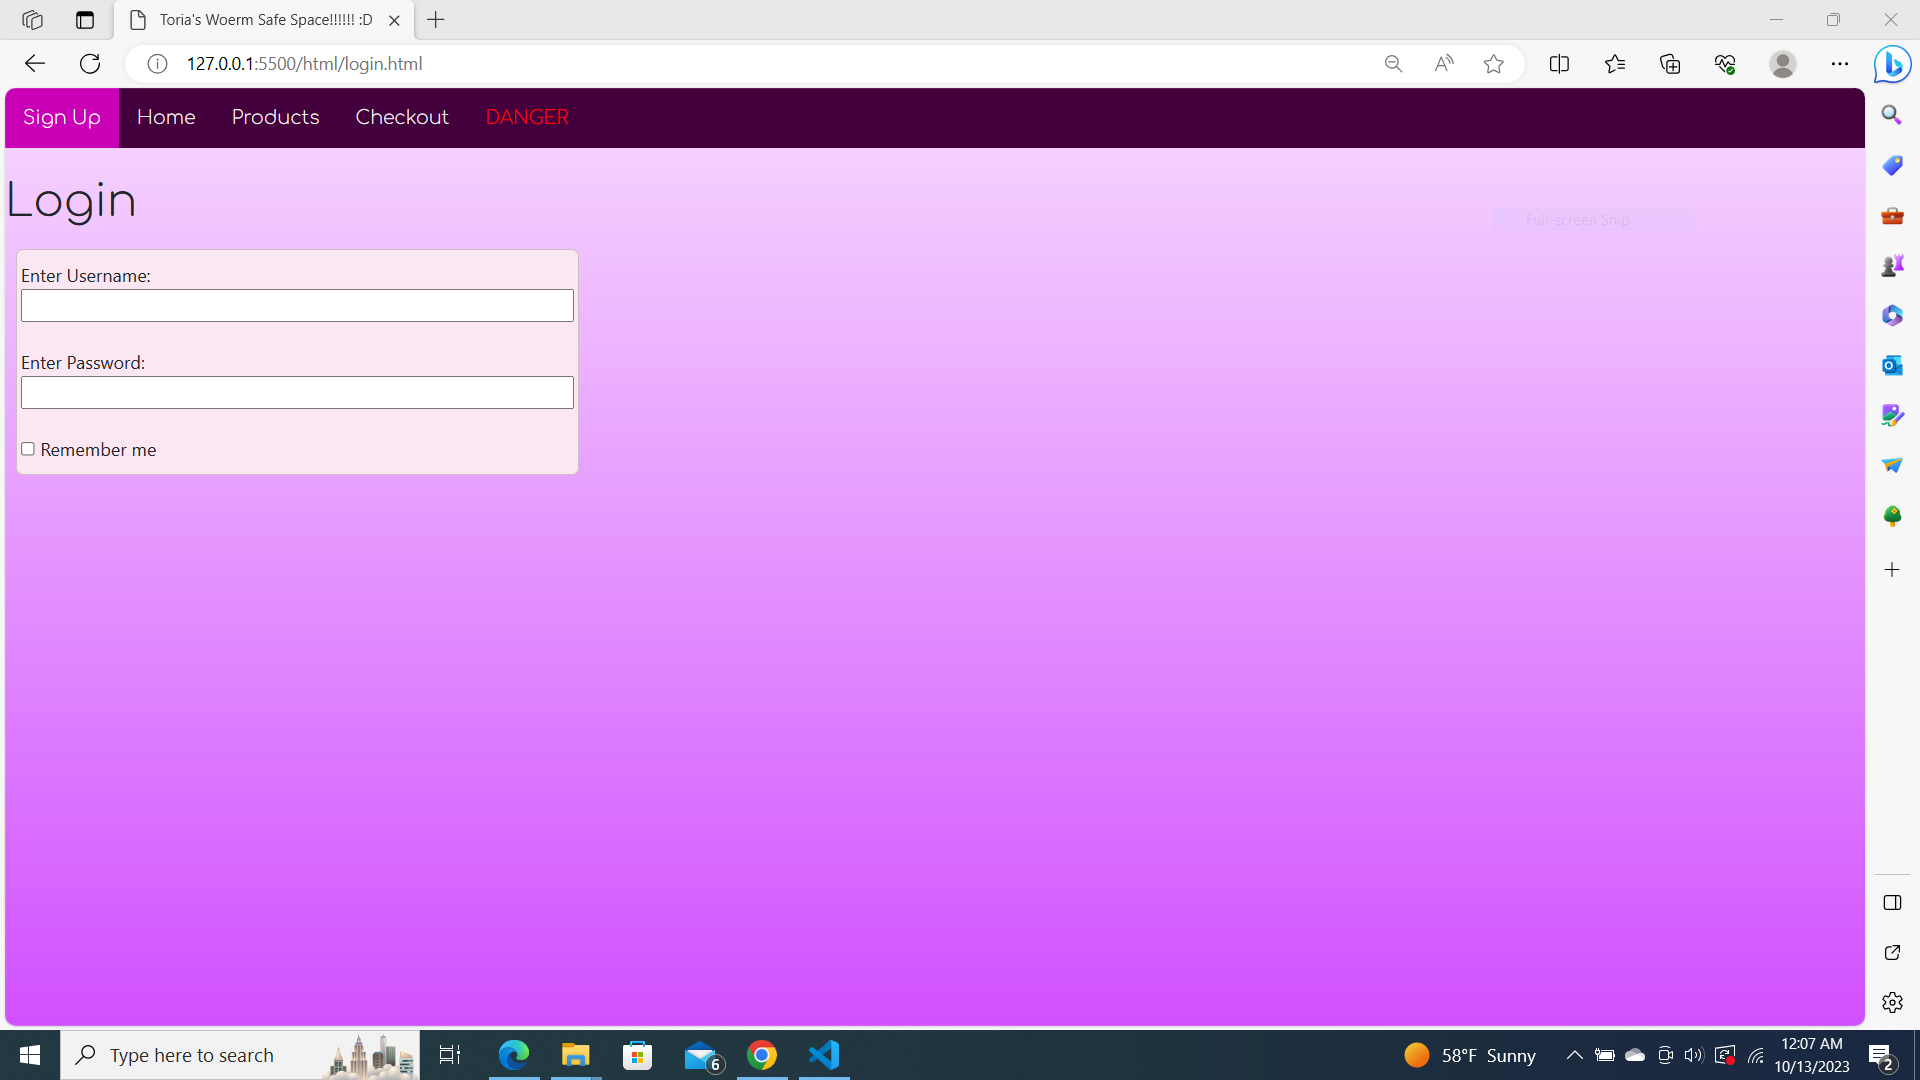 Toria's Woerm Safe Space!!!!!! :D
127.0.0.1:5500/html/login.html
Sign Up Home Products Checkout DANGER
Login
Full-screen Snip
Enter Username:
Enter Password:
Remember me
Type here to search
6
58°F Sunny
12:07 AM
10/13/2023
2